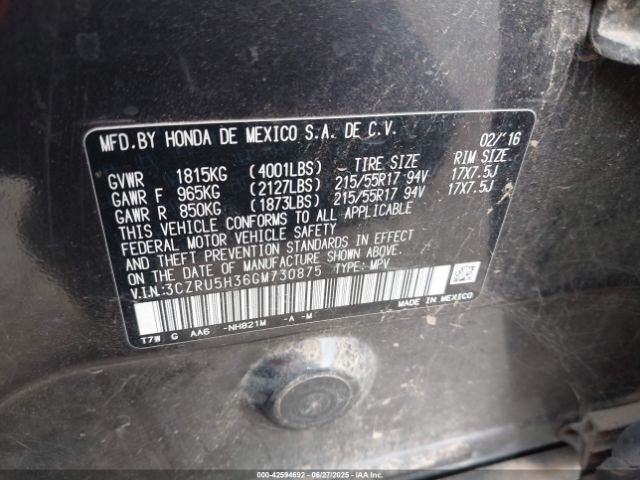 MFD.BY HONDA DE MEXICO S.A. DE C.V. 02/'16
GVWR 1815KG (4001LBS) TIRE SIZE RIM SIZE
GAWR F 965KG (2127LBS) 215/55R17 94V 17X7.5J
GAWR R 850KG (1873LBS) 215/55R17 94V 17X7.5J
THIS VEHICLE CONFORMS TO ALL APPLICABLE
FEDERAL MOTOR VEHICLE SAFETY
AND THEFT PREVENTION STANDARDS IN EFFECT
ON THE DATE OF MANUFACTURE SHOWN ABOVE.
V.I.N.:3CZRU5H36GM730875 TYPE: MPV
MADE IN MEXICO
T7W G AA6 -NH821M -A -M
00-42594692 06/27/2025 Copyright IAA, LLC.